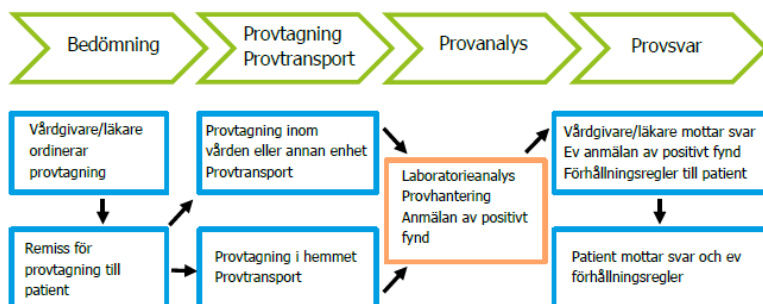 Bedömning
Provtagning
Provtransport
Provanalys
Provsvar
Vårdgivare/läkare
ordinerar
provtagning
Remiss för
provtagning till
patient
Provtagning inom
vården eller annan enhet
Provtransport
Provtagning i hemmet
Provtransport
Laboratorieanalys
Provhantering
Anmälan av positivt
fynd
Vårdgivare/läkare mottar svar
Ev anmälan av positivt fynd
Förhållningsregler till patient
Patient mottar svar och ev
förhållningsregler